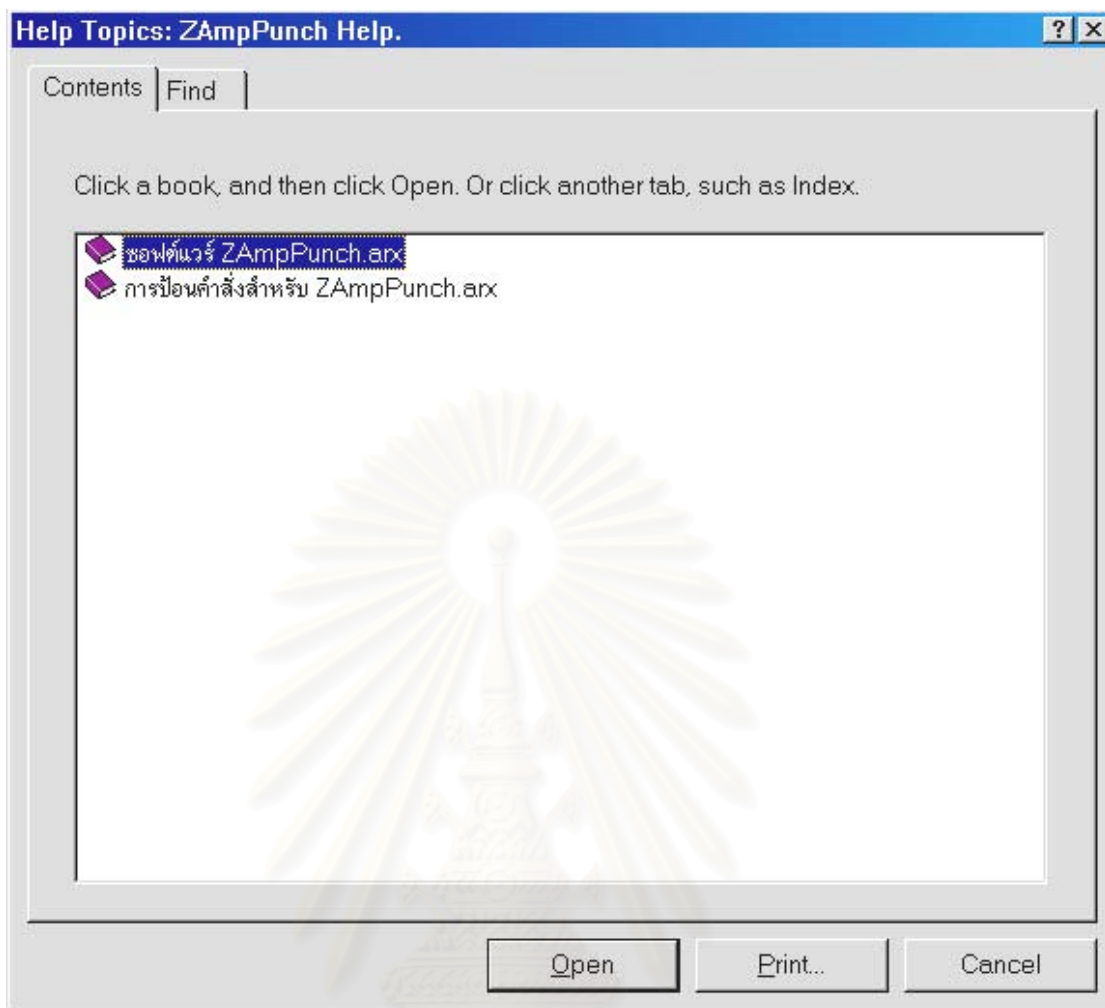 Help Topics: ZAmpPunch Help.
Contents Find
Click a book, and then click Open. Or click another tab, such as Index.
ซอฟต์แวร์ ZAmpPunch.arx
การป้อนคำสั่งสำหรับ ZAmpPunch.arx
Open Print... Cancel